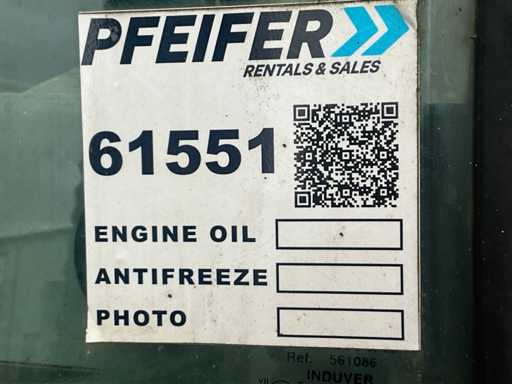 PFEIFER
RENTALS & SALES
61551
ENGINE OIL
ANTIFREEZE
PHOTO
Ref. 561086
INDUVER